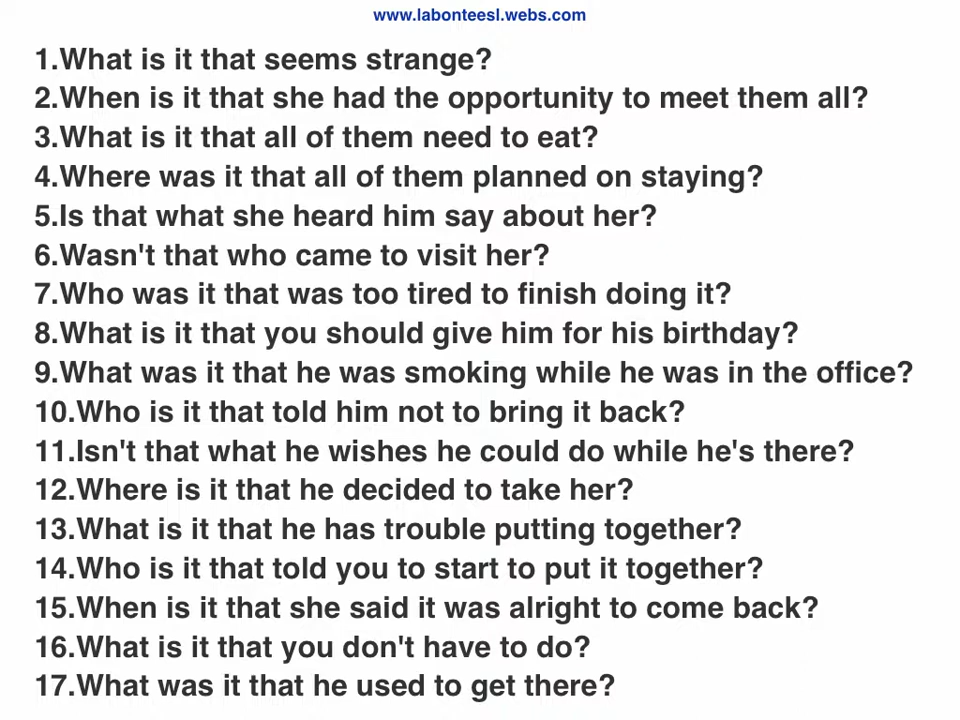 www.labonteesl.webs.com
1.What is it that seems strange?
2.When is it that she had the opportunity to meet them all?
3.What is it that all of them need to eat?
4.Where was it that all of them planned on staying?
5.Is that what she heard him say about her?
6.Wasn't that who came to visit her?
7.Who was it that was too tired to finish doing it?
8.What is it that you should give him for his birthday?
9.What was it that he was smoking while he was in the office?
10.Who is it that told him not to bring it back?
11.Isn't that what he wishes he could do while he's there?
12.Where is it that he decided to take her?
13.What is it that he has trouble putting together?
14.Who is it that told you to start to put it together?
15.When is it that she said it was alright to come back?
16.What is it that you don't have to do?
17.What was it that he used to get there?